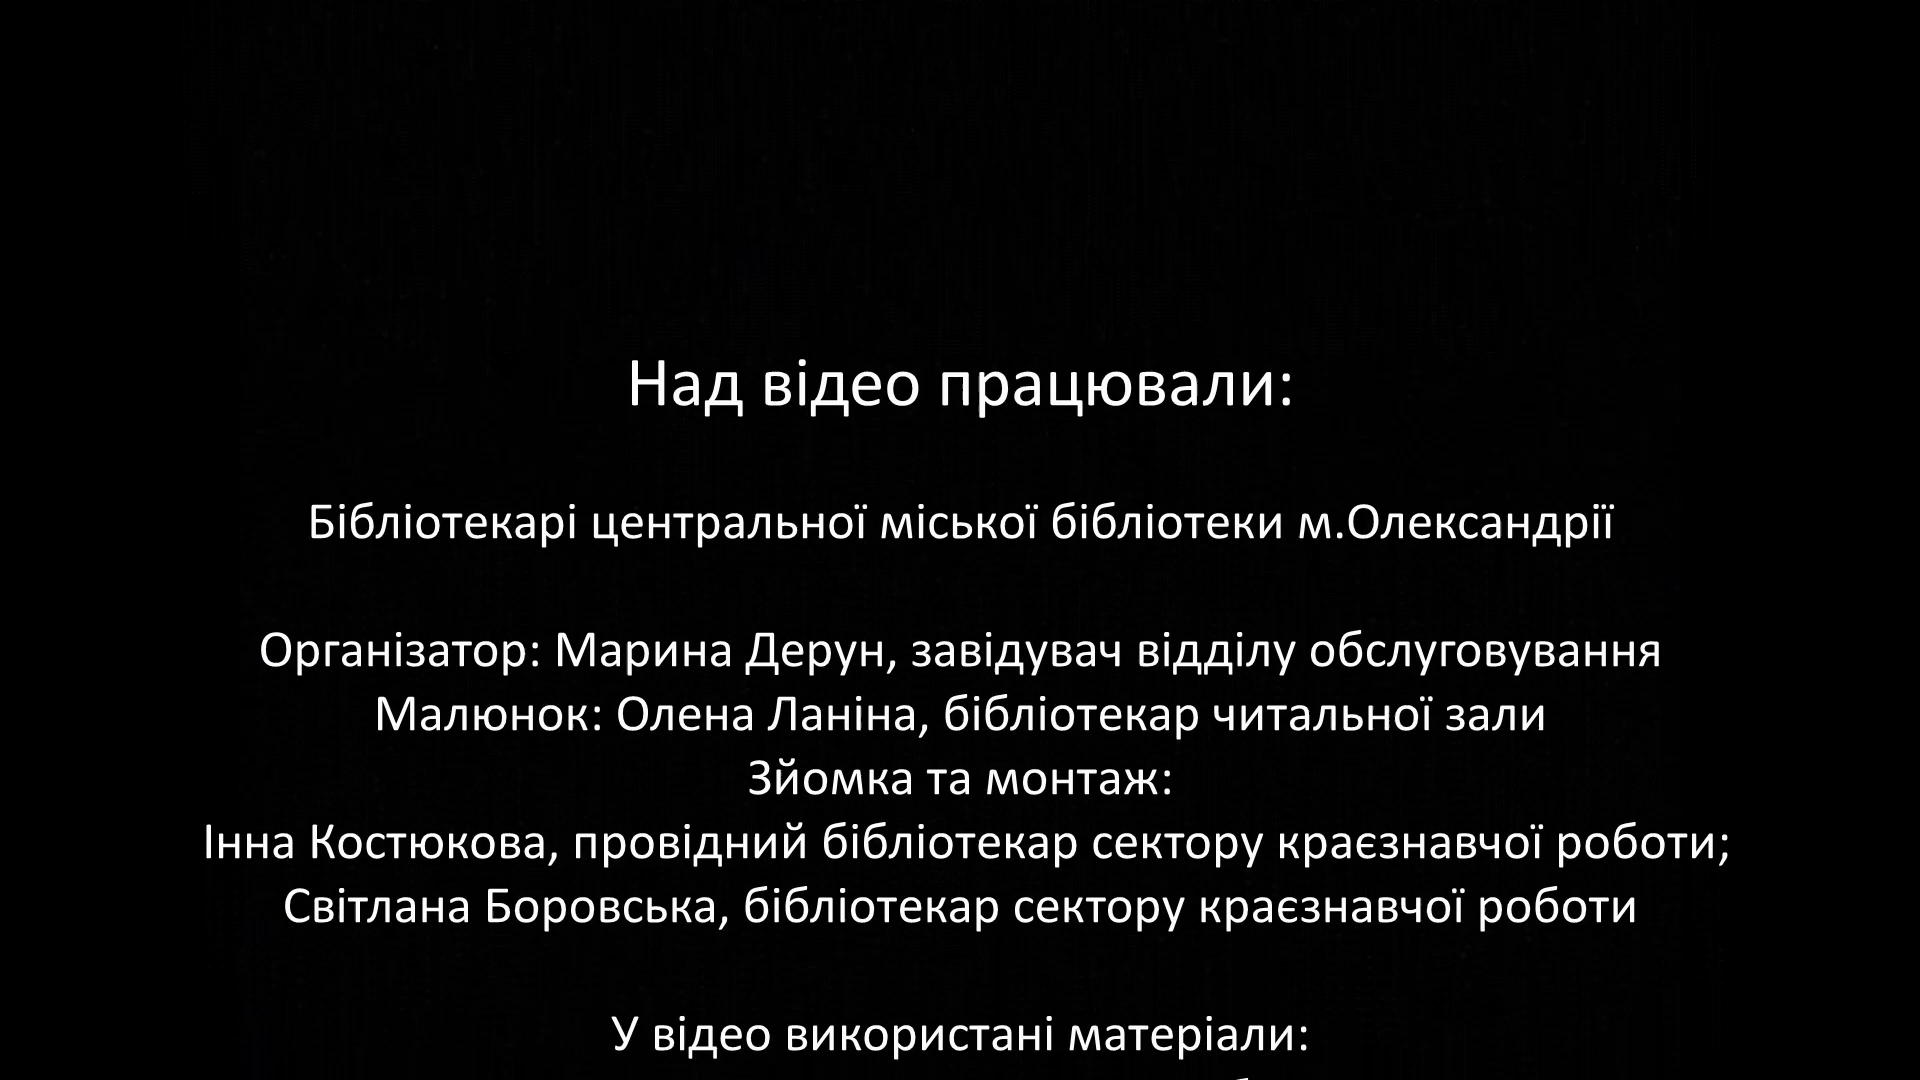 Над відео працювали:
Бібліотекарі центральної міської бібліотеки м.Олександрії
Організатор: Марина Дерун, завідувач відділу обслуговування
Малюнок: Олена Ланіна, бібліотекар читальної зали
Зйомка та монтаж:
Інна Костюкова, провідний бібліотекар сектору краєзнавчої роботи;
Світлана Боровська, бібліотекар сектору краєзнавчої роботи
У відео використані матеріали: